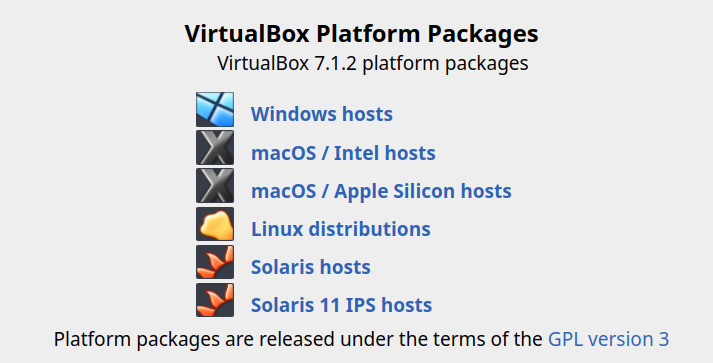 VirtualBox Platform Packages
VirtualBox 7.1.2 platform packages
Windows hosts
macOS / Intel hosts
macOS / Apple Silicon hosts
Linux distributions
Solaris hosts
Solaris 11 IPS hosts
Platform packages are released under the terms of the GPL version 3